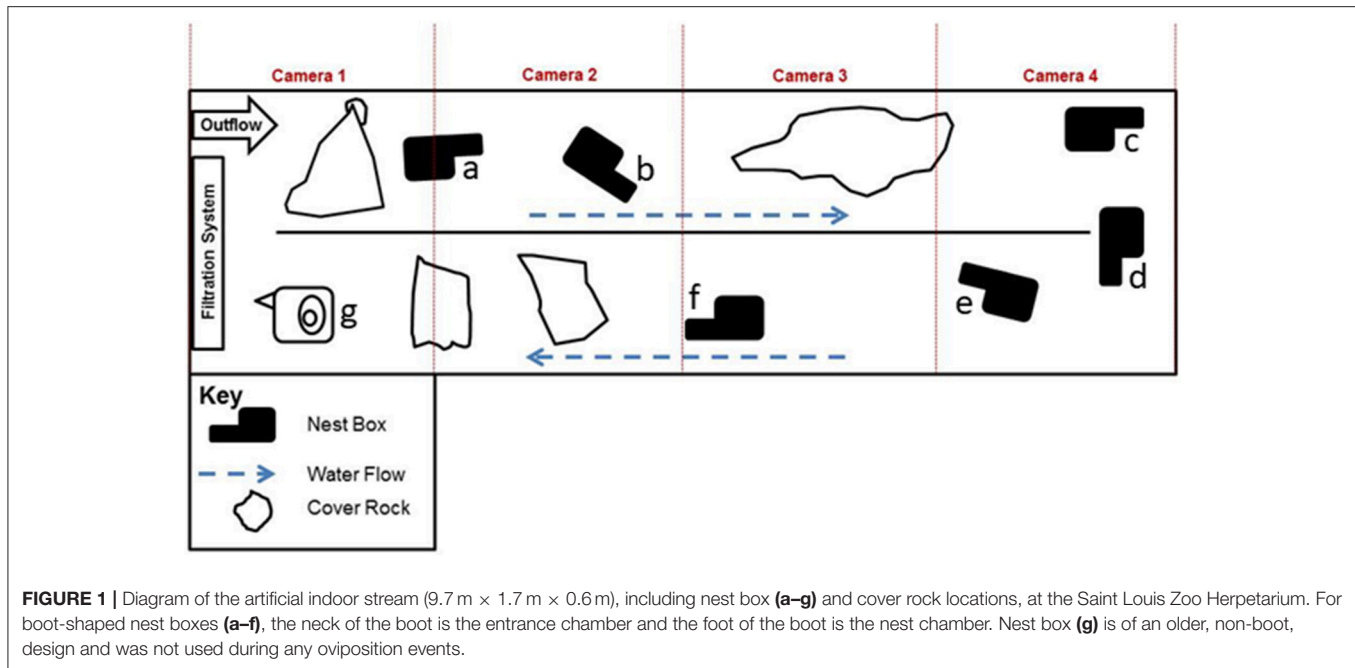 Camera 1 Camera 2 Camera 3 Camera 4
Outflow
Filtration System
a
b
c
d
e
f
g
Key
Nest Box
Water Flow
Cover Rock
FIGURE 1 | Diagram of the artificial indoor stream (9.7 m × 1.7 m × 0.6 m), including nest box (a–g) and cover rock locations, at the Saint Louis Zoo Herpetarium. For
boot-shaped nest boxes (a–f), the neck of the boot is the entrance chamber and the foot of the boot is the nest chamber. Nest box (g) is of an older, non-boot,
design and was not used during any oviposition events.